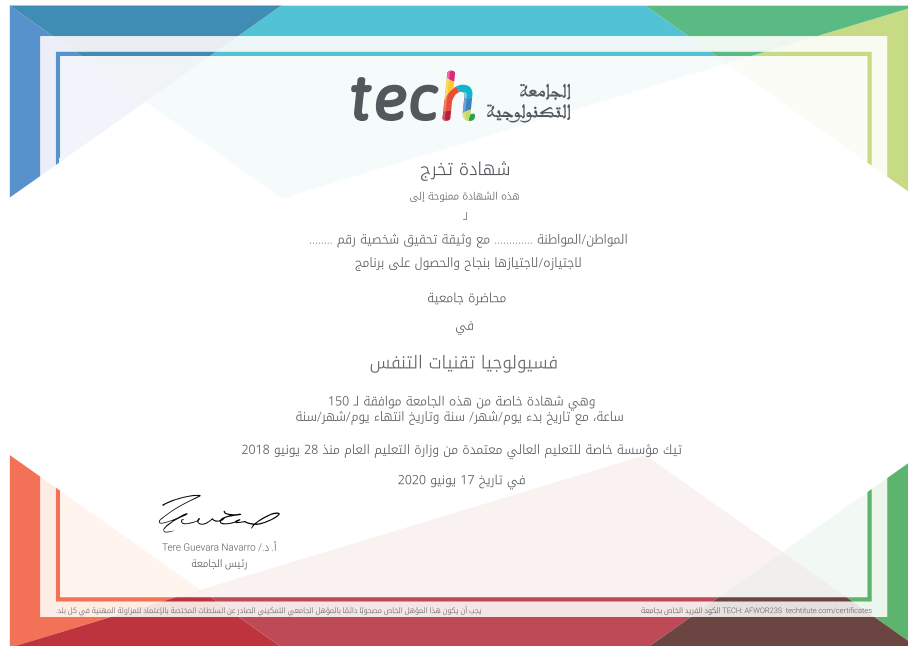 tech الجامعة
التكنولوجية
شهادة تخرج
هذه الشهادة ممنوحة إلى
لـ
المواطن/المواطنة ............. مع وثيقة تحقيق شخصية رقم ........
لاجتيازه/لاجتيازها بنجاح والحصول على برنامج
محاضرة جامعية
في
فسيولوجيا تقنيات التنفس
وهي شهادة خاصة من هذه الجامعة موافقة لـ 150
ساعة، مع تاريخ بدء يوم/شهر/ سنة وتاريخ انتهاء يوم/شهر/سنة
تيك مؤسسة خاصة للتعليم العالي معتمدة من وزارة التعليم العام منذ 28 يونيو 2018
في تاريخ 17 يونيو 2020
أ. د./ Tere Guevara Navarro
رئيس الجامعة
يجب أن يكون هذا المؤهل الخاص مصحوبًا دائمًا بالمؤهل الجامعي التمكيني الصادر عن السلطات المختصة بالإعتماد للمزاولة المهنية في كل بلد.
الكود الفريد الخاص بجامعة TECH: AFWOR23S techtitute.com/certificates